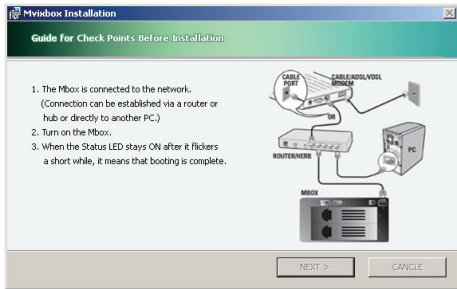 Mvixbox Installation
Guide for Check Points Before Installation
1. The Mbox is connected to the network.
(Connection can be established via a router or
hub or directly to another PC.)
2. Turn on the Mbox.
3. When the Status LED stays ON after it flickers
a short while, it means that booting is complete.
CABLE
PORT
CABLE/ADSL/VDSL
MODEM
OR
ROUTER/HERB
PC
MBOX
NEXT >
CANCLE